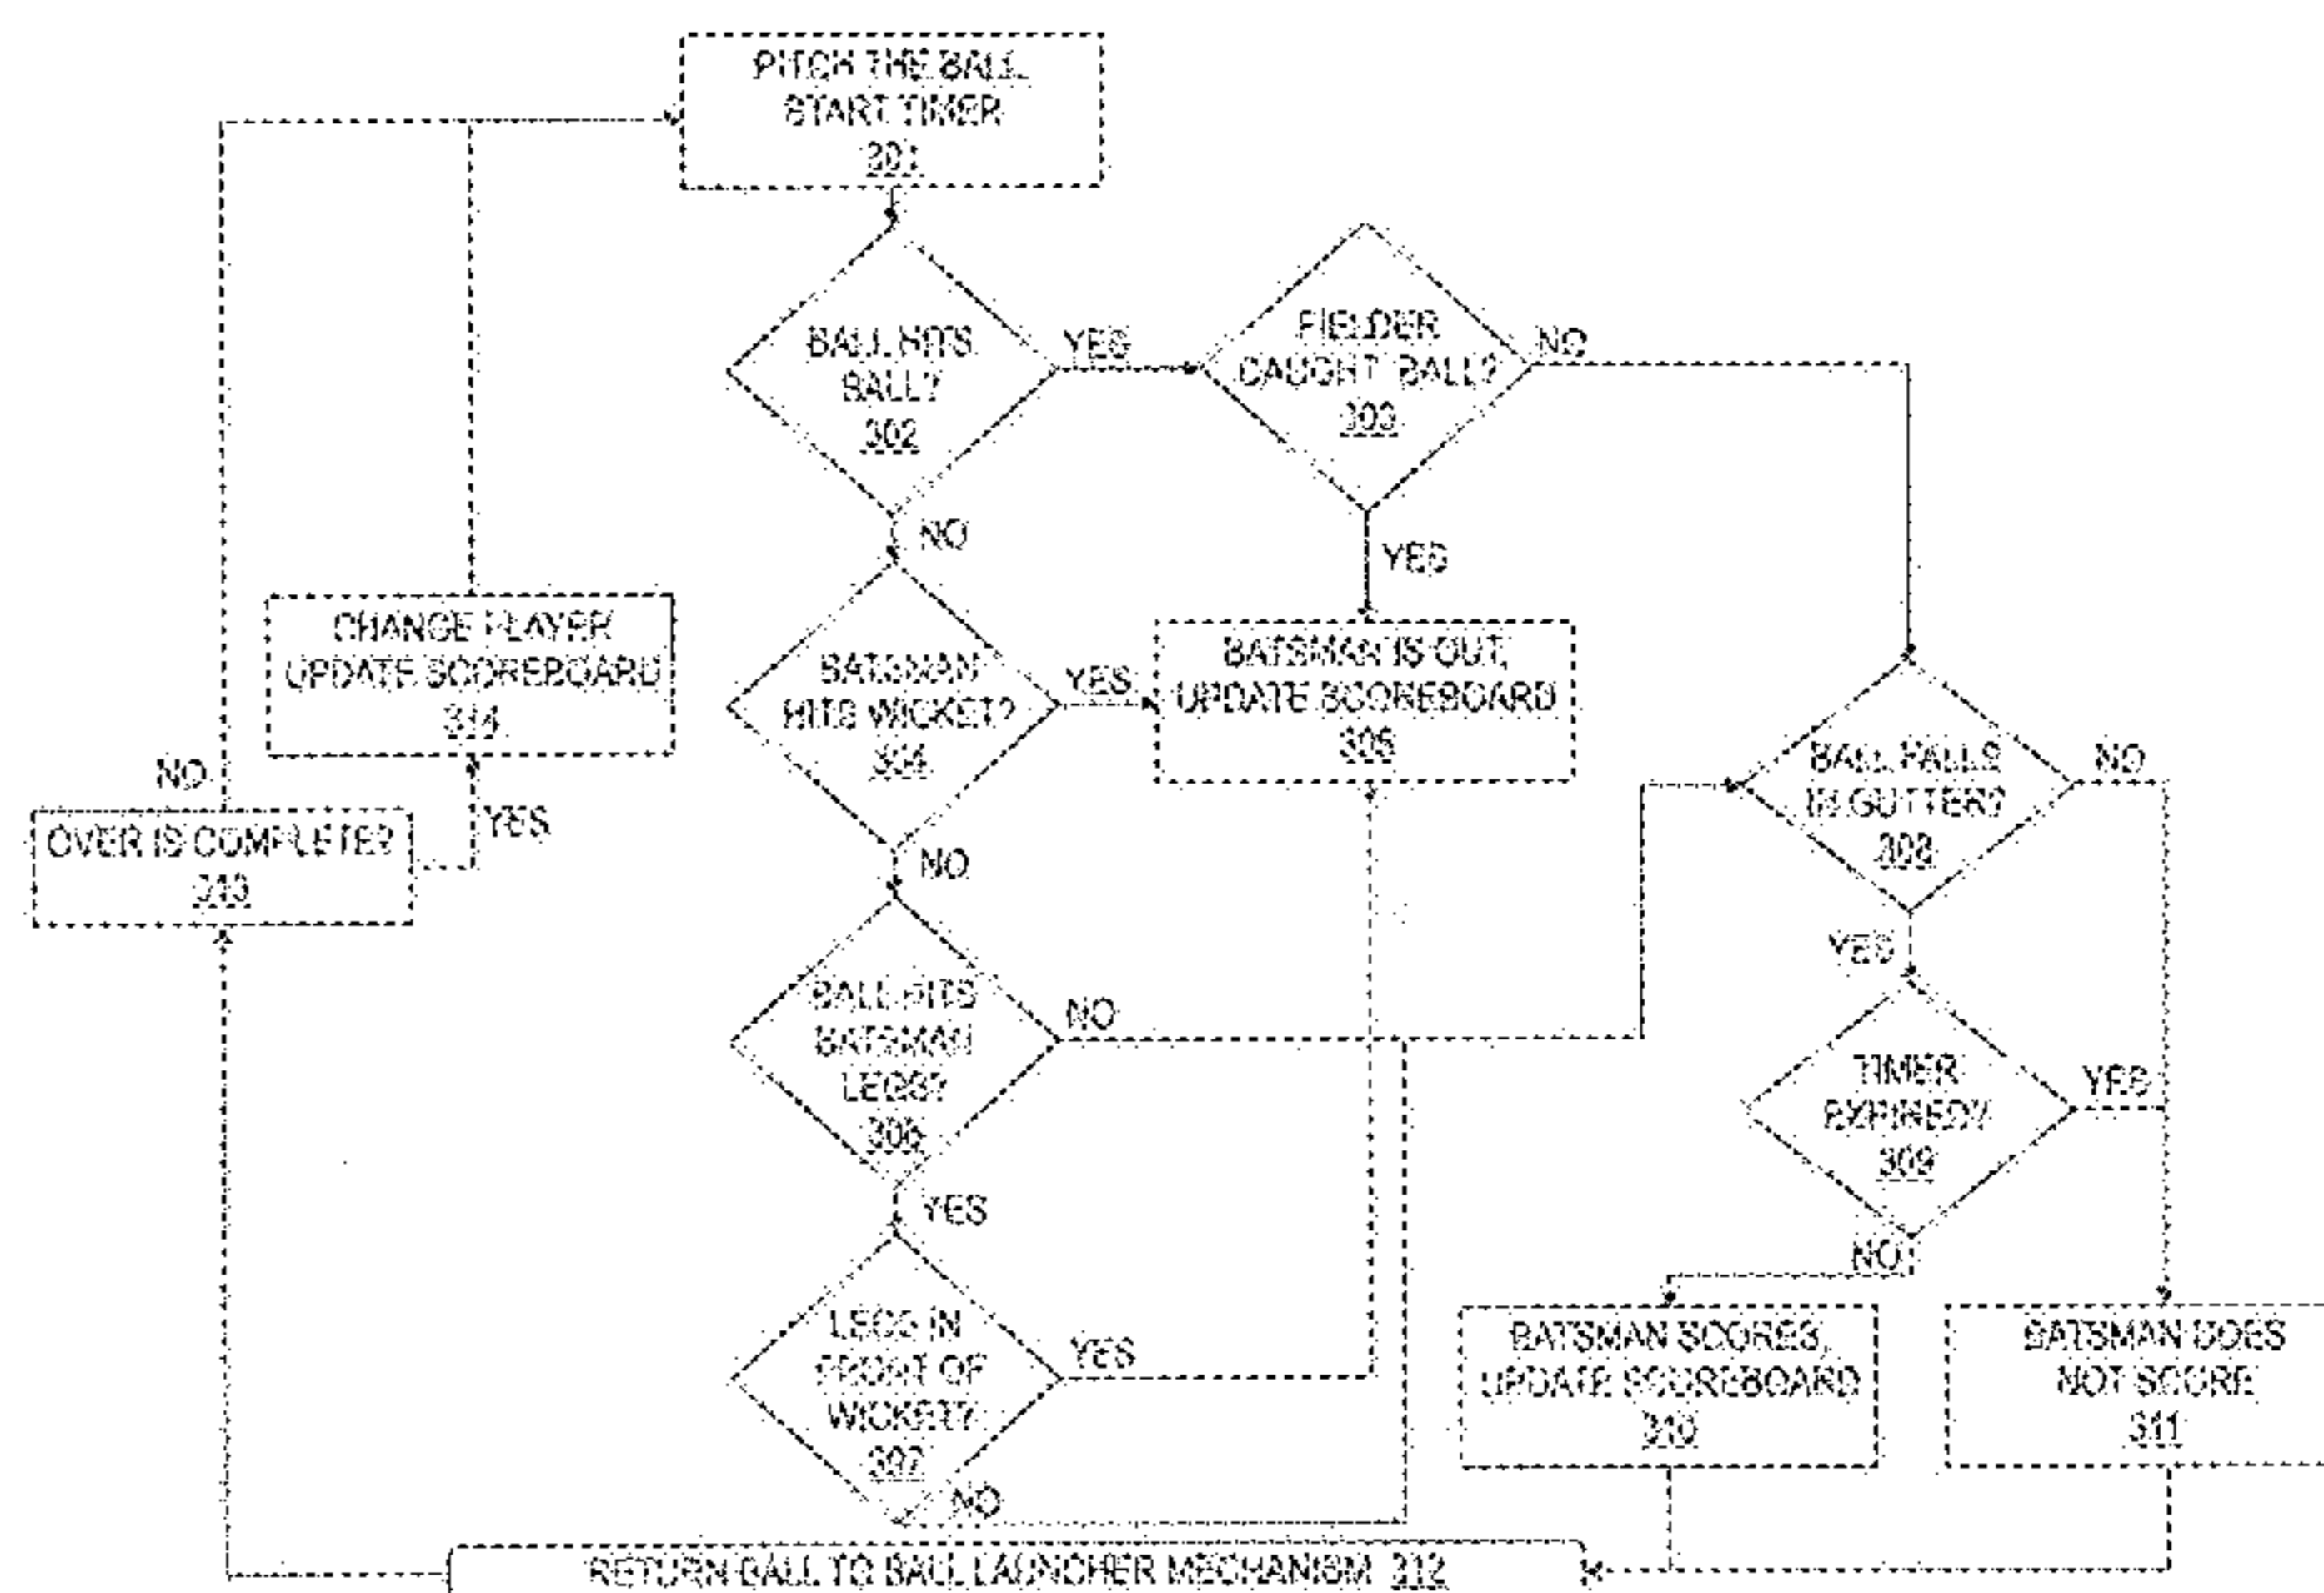 PITCH THE BALL,
START TIMER
301
BALL HITS
BALL?
302
YES
FIELDER
CAUGHT BALL?
303
NO
NO
YES
CHANGE PLAYER
UPDATE SCOREBOARD
314
BATSMAN
HITS WICKET?
304
YES
BATSMAN IS OUT,
UPDATE SCOREBOARD
305
NO
YES
OVER IS COMPLETE?
313
BALL FALLS
IN GUTTER?
308
NO
NO
YES
BALL HITS
BATSMAN
LEGS?
306
NO
TIMER
EXPIRED?
309
YES
YES
NO
LEGS IN
FRONT OF
WICKET?
307
YES
NO
BATSMAN SCORES,
UPDATE SCOREBOARD
310
BATSMAN DOES
NOT SCORE
311
RETURN BALL TO BALL LAUNCHER MECHANISM 312